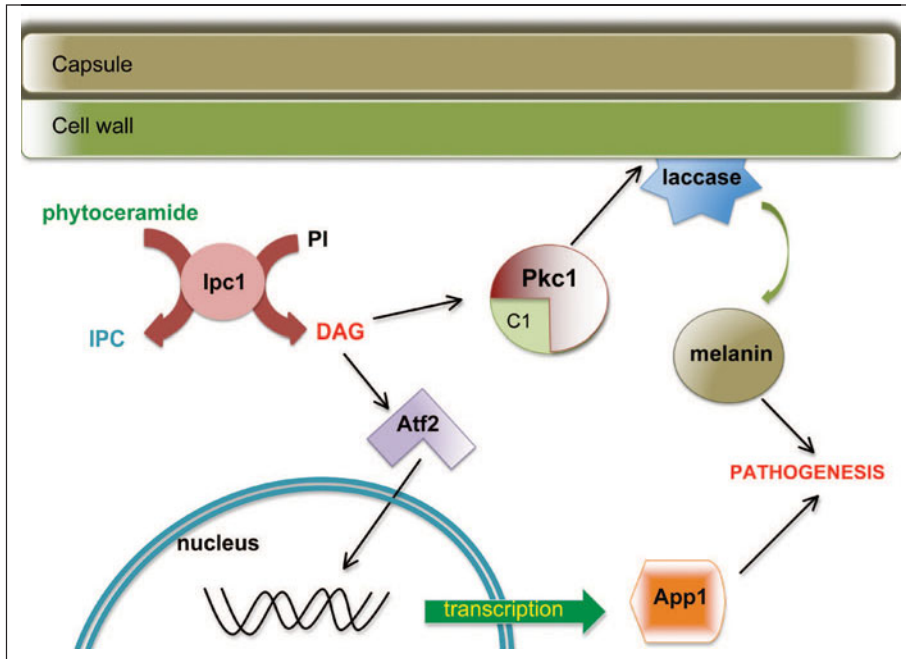 Capsule
Cell wall
laccase
phytoceramide
PI
Ipc1
Pkc1
C1
IPC
DAG
melanin
Atf2
PATHOGENESIS
nucleus
transcription
App1